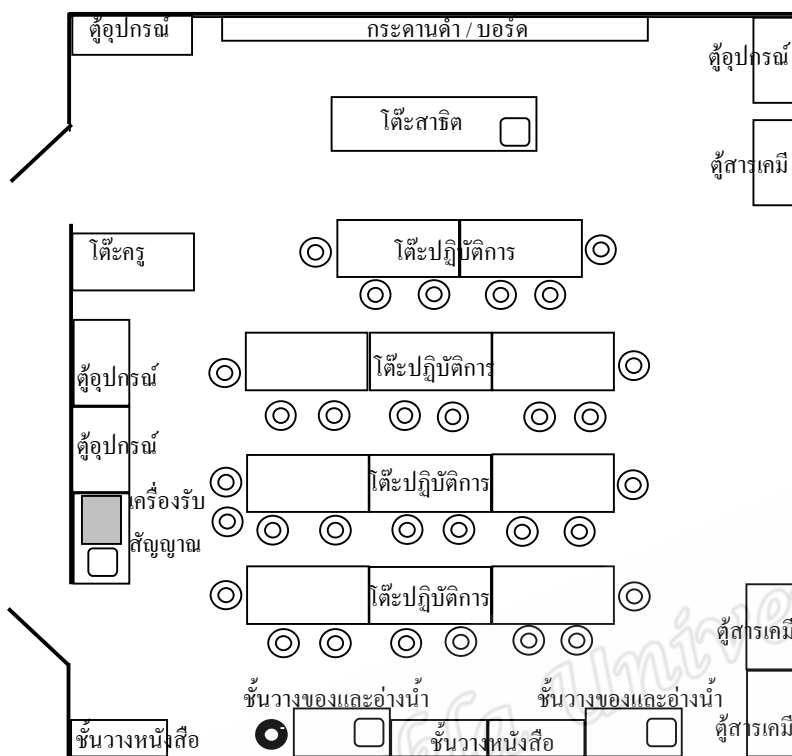 ตู้อุปกรณ์
กระดานดำ / บอร์ด
ตู้อุปกรณ์
โต๊ะสาธิต
ตู้สารเคมี
โต๊ะครู
โต๊ะปฏิบัติการ
ตู้อุปกรณ์
โต๊ะปฏิบัติการ
ตู้อุปกรณ์
เครื่องรับ
สัญญาณ
โต๊ะปฏิบัติการ
โต๊ะปฏิบัติการ
ตู้สารเคมี
ชั้นวางของและอ่างน้ำ
ชั้นวางของและอ่างน้ำ
ชั้นวางหนังสือ
ชั้นวางหนังสือ
ตู้สารเคมี